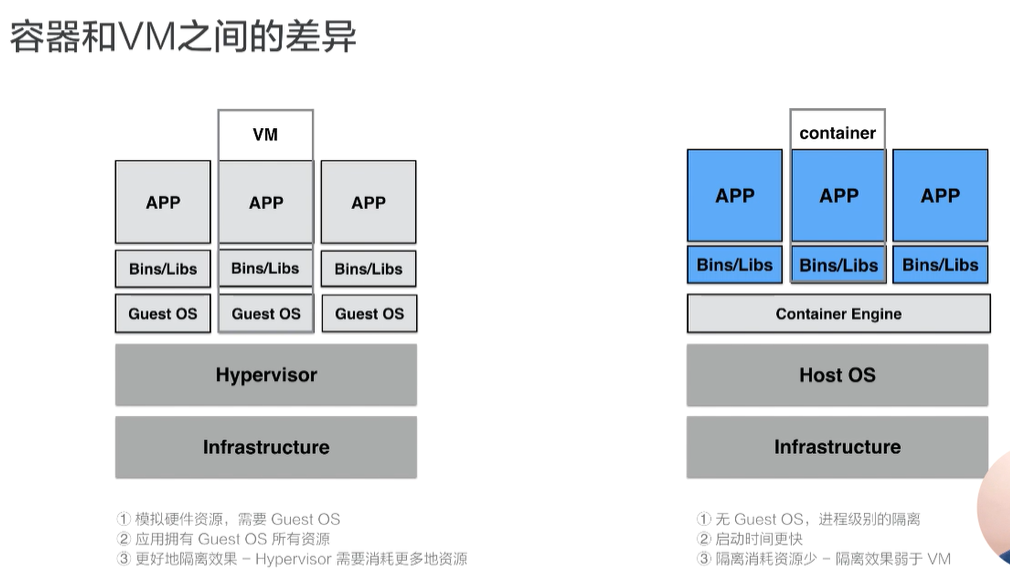 容器和VM之间的差异
VM
APP
APP
APP
Bins/Libs
Bins/Libs
Bins/Libs
Guest OS
Guest OS
Guest OS
Hypervisor
Infrastructure
① 模拟硬件资源，需要 Guest OS
② 应用拥有 Guest OS 所有资源
③ 更好地隔离效果 – Hypervisor 需要消耗更多地资源
container
APP
APP
APP
Bins/Libs
Bins/Libs
Bins/Libs
Container Engine
Host OS
Infrastructure
① 无 Guest OS，进程级别的隔离
② 启动时间更快
③ 隔离消耗资源少 – 隔离效果弱于 VM